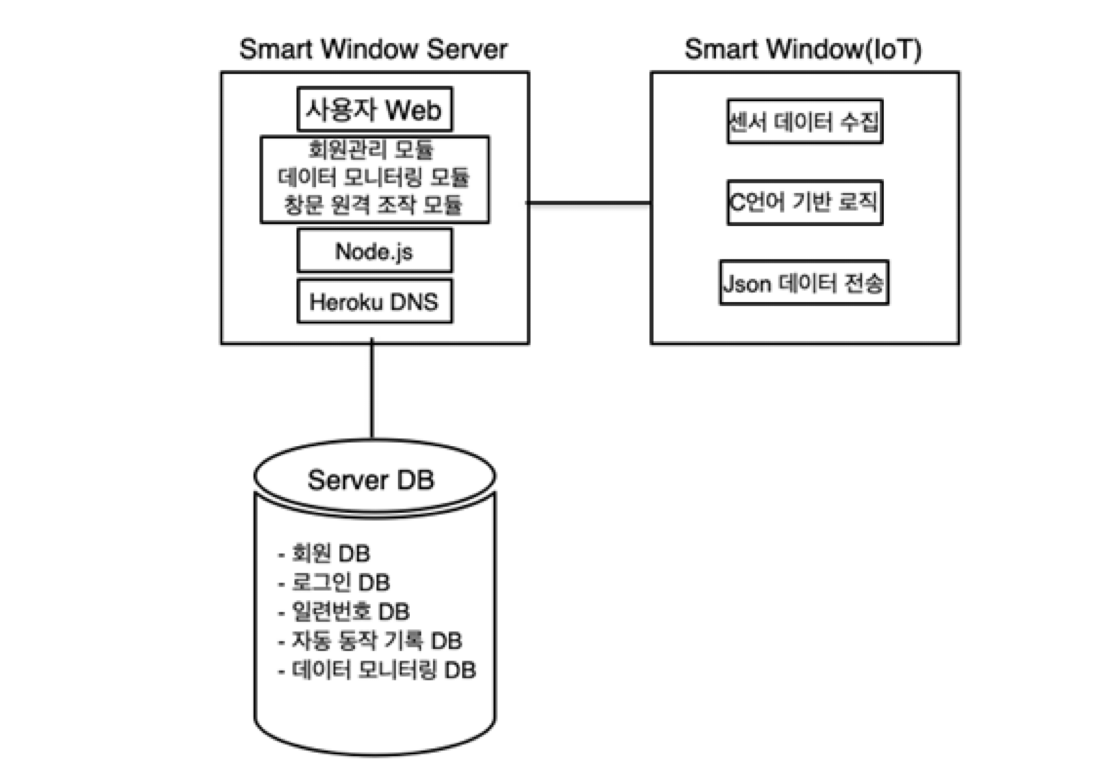 Smart Window Server
사용자 Web
회원관리 모듈
데이터 모니터링 모듈
창문 원격 조작 모듈
Node.js
Heroku DNS
Smart Window(IoT)
센서 데이터 수집
C언어 기반 로직
Json 데이터 전송
Server DB
- 회원 DB
- 로그인 DB
- 일련번호 DB
- 자동 동작 기록 DB
- 데이터 모니터링 DB